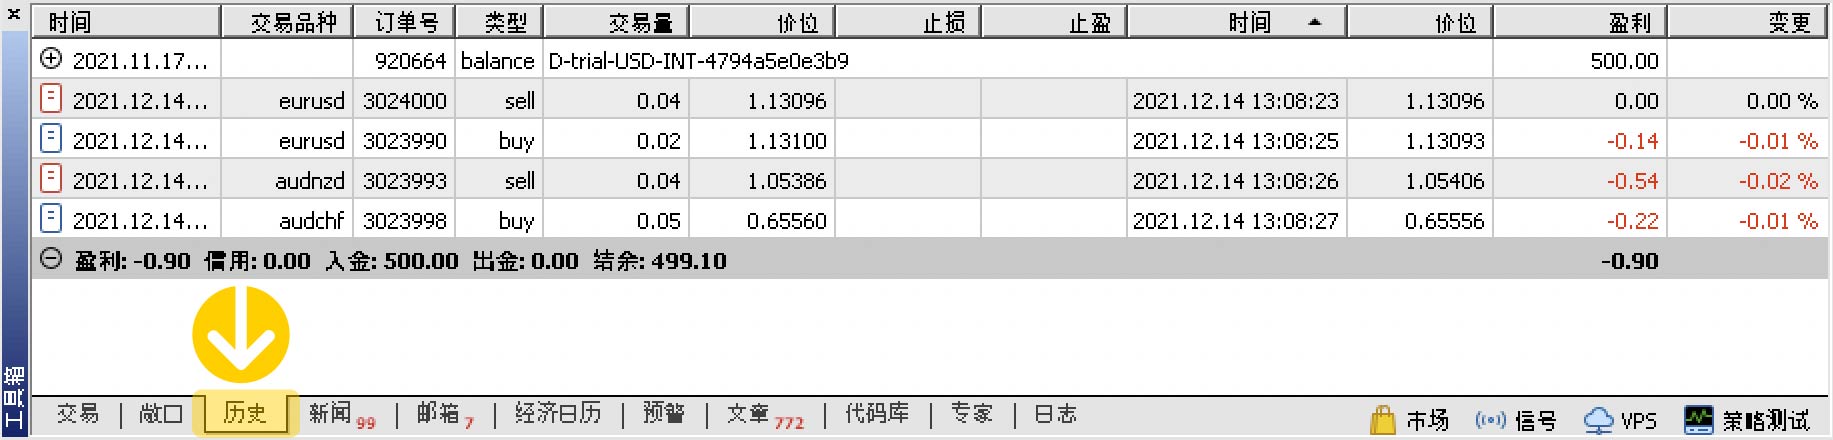 时间 交易品种 订单号 类型 交易量 价位 止损 止盈 时间 价位 盈利 变更
2021.11.17... 920664 balance D-trial-USD-INT-4794a5e0e3b9 500.00
2021.12.14... eurusd 3024000 sell 0.04 1.13096 2021.12.14 13:08:23 1.13096 0.00 0.00 %
2021.12.14... eurusd 3023990 buy 0.02 1.13100 2021.12.14 13:08:25 1.13093 -0.14 -0.01 %
2021.12.14... audnzd 3023993 sell 0.04 1.05386 2021.12.14 13:08:26 1.05406 -0.54 -0.02 %
2021.12.14... audchf 3023998 buy 0.05 0.65560 2021.12.14 13:08:27 0.65556 -0.22 -0.01 %
盈利: -0.90 信用: 0.00 入金: 500.00 出金: 0.00 结余: 499.10 -0.90
工具箱
交易 | 敞口 历史 新闻 99 | 邮箱 7 | 经济日历 | 预警 | 文章 772 | 代码库 | 专家 | 日志 市场 信号 VPS 策略测试